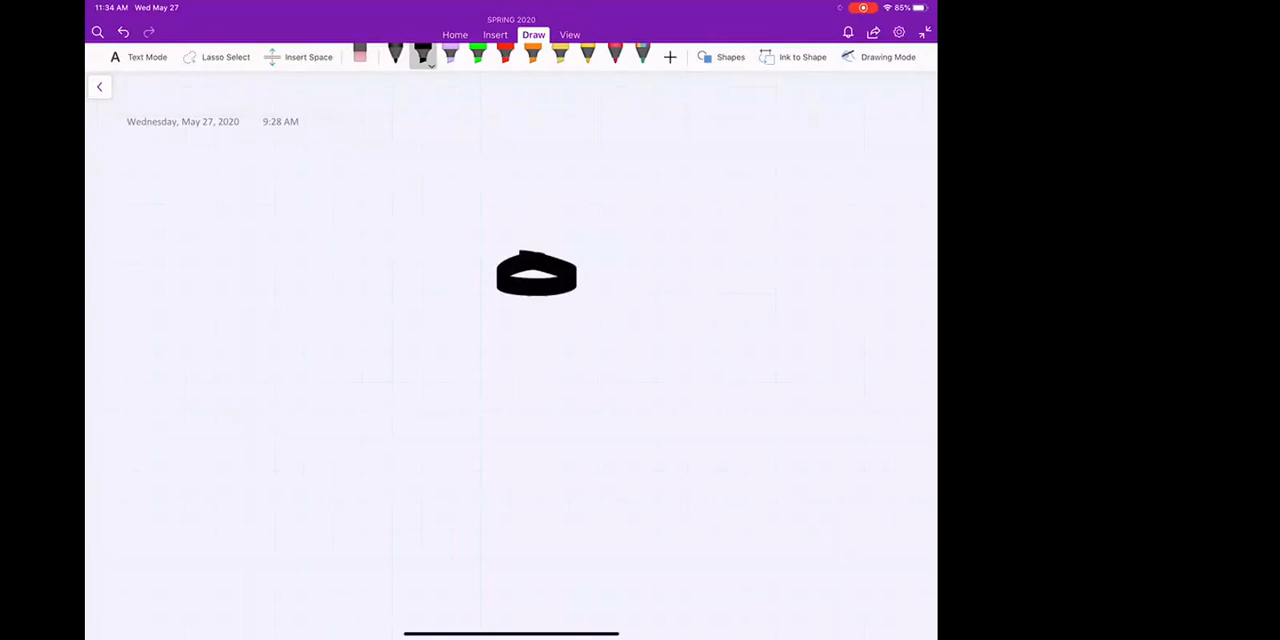 11:34 AM Wed May 27
85%
SPRING 2020
Home Insert Draw View
A Text Mode Lasso Select Insert Space Shapes Ink to Shape Drawing Mode
Wednesday, May 27, 2020 9:28 AM